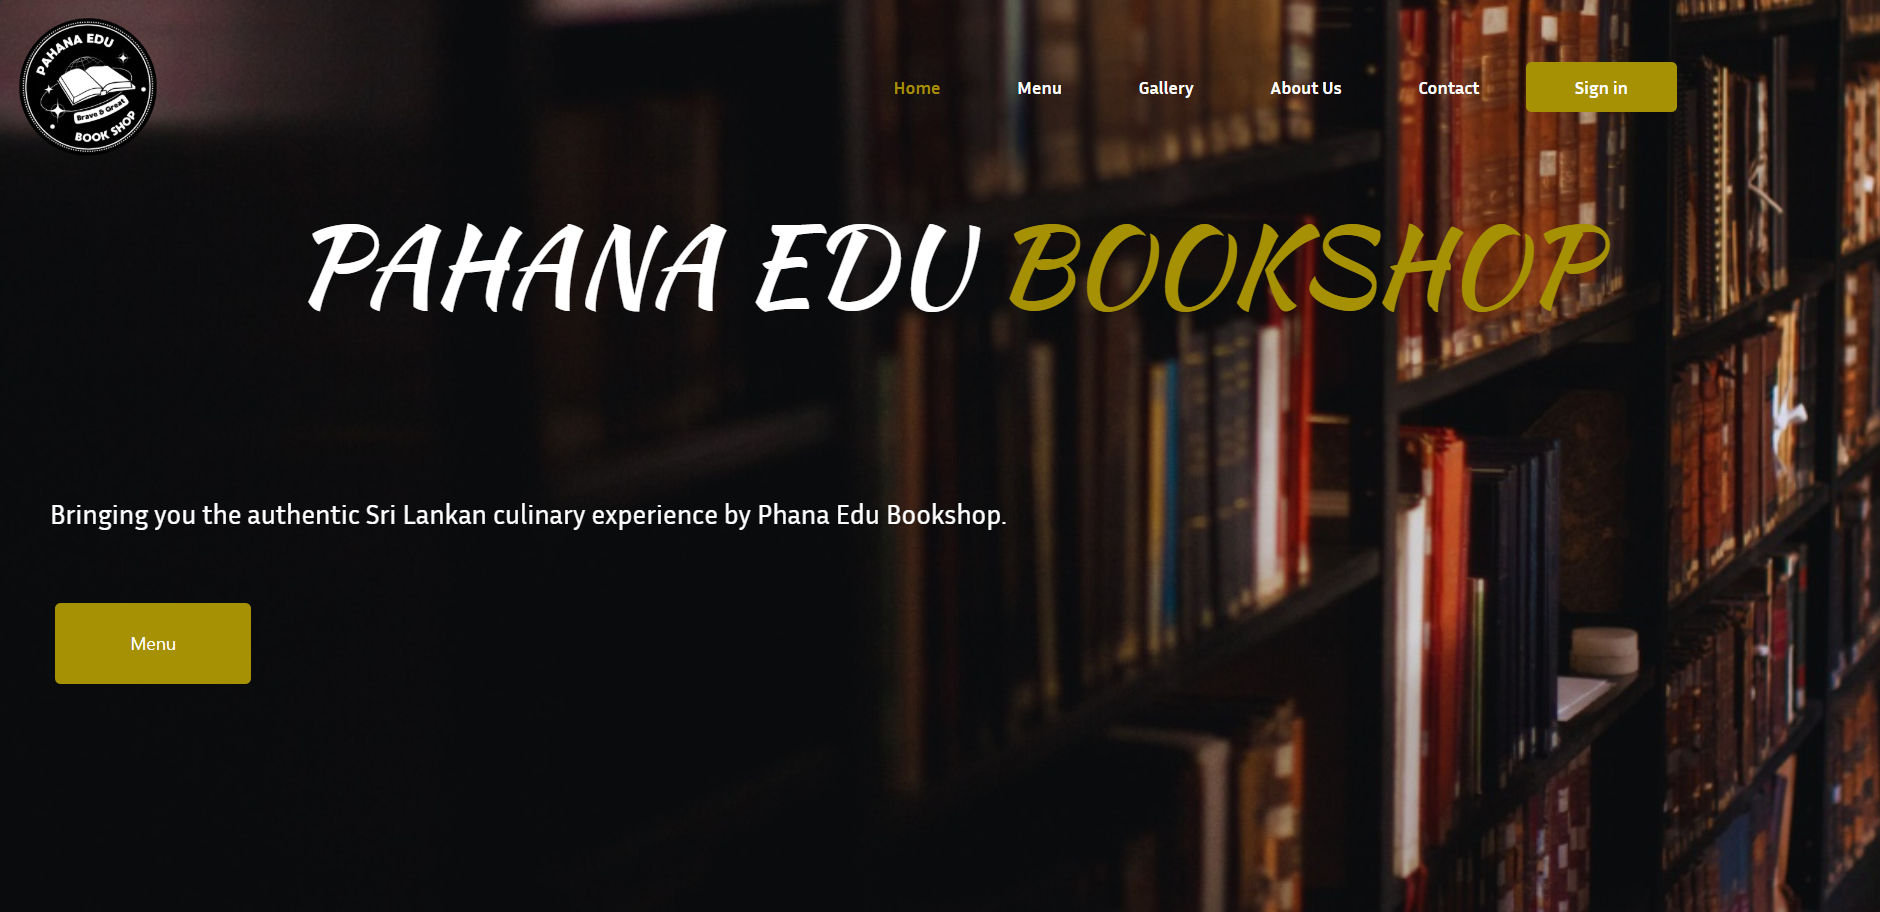 PAHANA EDU
Brave & Great
BOOK SHOP
Home Menu Gallery About Us Contact Sign in
PAHANA EDU BOOKSHOP
Bringing you the authentic Sri Lankan culinary experience by Phana Edu Bookshop.
Menu